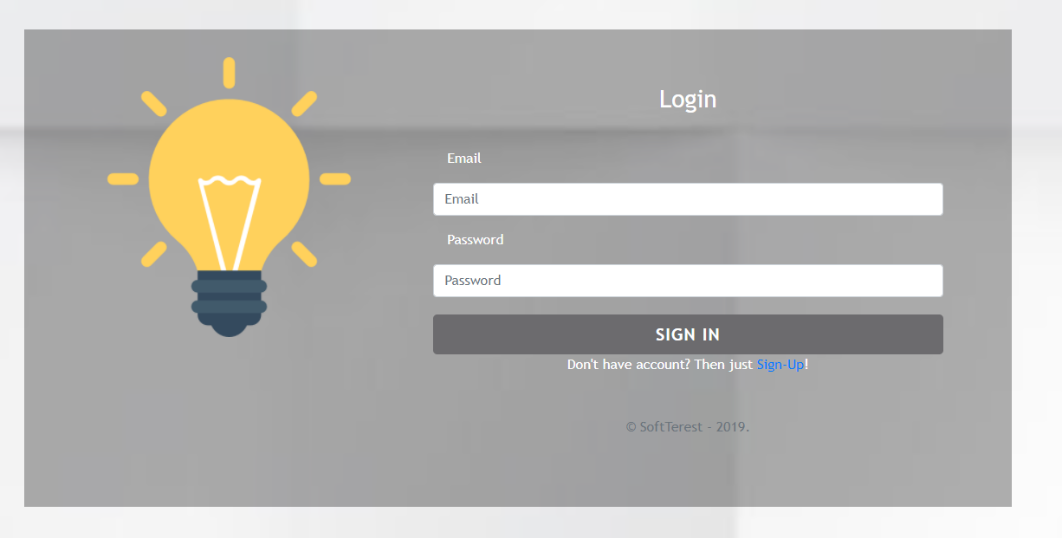 Login
Email
Email
Password
Password
SIGN IN
Don't have account? Then just Sign-Up!
© SoftTerest - 2019.